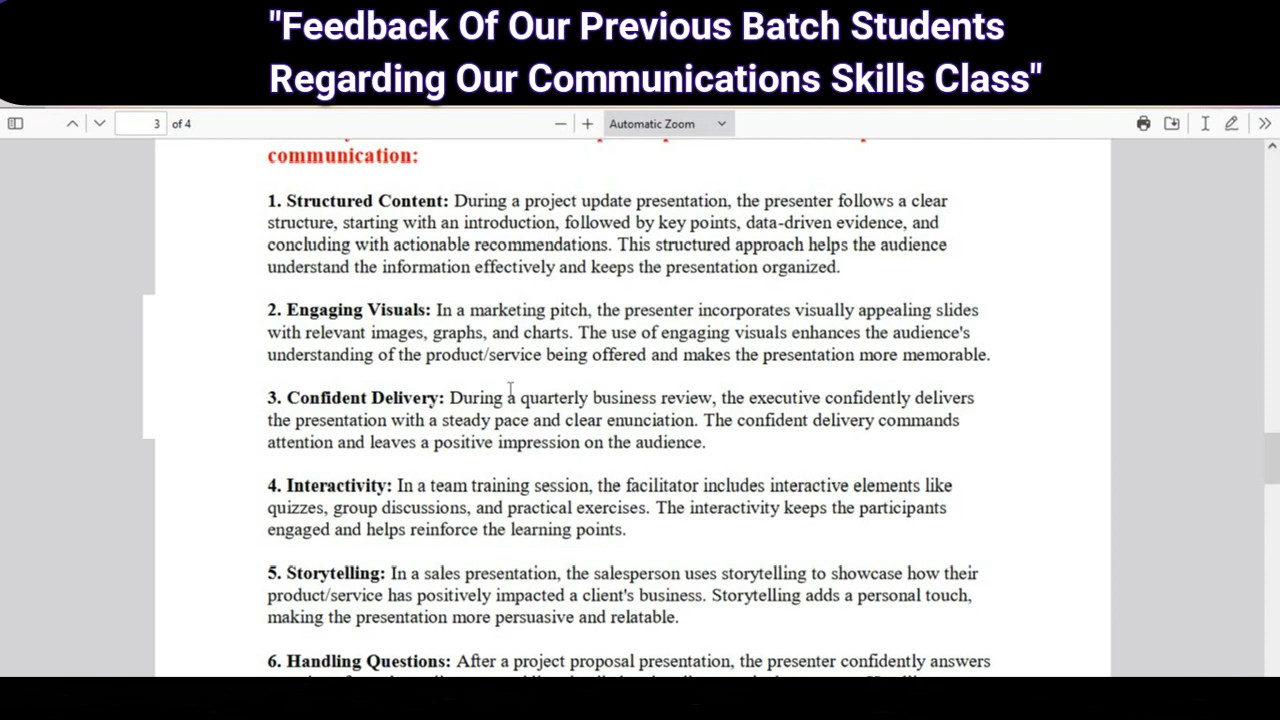 "Feedback Of Our Previous Batch Students
Regarding Our Communications Skills Class"
3 of 4
Automatic Zoom
communication:
1. Structured Content: During a project update presentation, the presenter follows a clear
structure, starting with an introduction, followed by key points, data-driven evidence, and
concluding with actionable recommendations. This structured approach helps the audience
understand the information effectively and keeps the presentation organized.
2. Engaging Visuals: In a marketing pitch, the presenter incorporates visually appealing slides
with relevant images, graphs, and charts. The use of engaging visuals enhances the audience's
understanding of the product/service being offered and makes the presentation more memorable.
3. Confident Delivery: During a quarterly business review, the executive confidently delivers
the presentation with a steady pace and clear enunciation. The confident delivery commands
attention and leaves a positive impression on the audience.
4. Interactivity: In a team training session, the facilitator includes interactive elements like
quizzes, group discussions, and practical exercises. The interactivity keeps the participants
engaged and helps reinforce the learning points.
5. Storytelling: In a sales presentation, the salesperson uses storytelling to showcase how their
product/service has positively impacted a client's business. Storytelling adds a personal touch,
making the presentation more persuasive and relatable.
6. Handling Questions: After a project proposal presentation, the presenter confidently answers